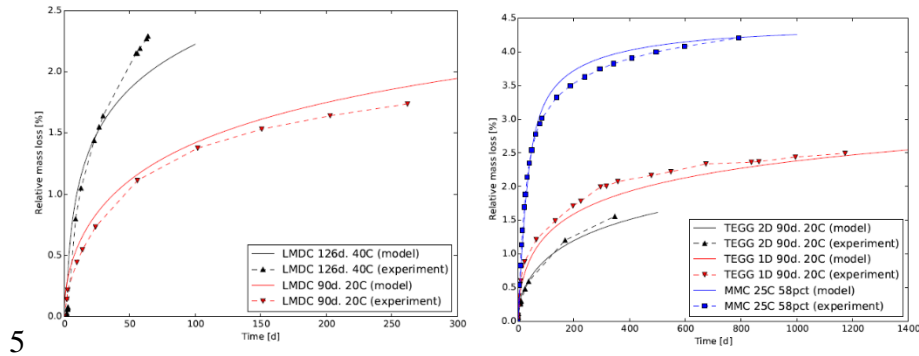 2.5
2.0
1.5
1.0
0.5
0.0
Relative mass loss [%]
0
50
100
150
200
250
300
Time [d]
LMDC 126d. 40C (model)
LMDC 126d. 40C (experiment)
LMDC 90d. 20C (model)
LMDC 90d. 20C (experiment)
4.5
4.0
3.5
3.0
2.5
2.0
1.5
1.0
0.5
0.0
Relative mass loss [%]
0
200
400
600
800
1000
1200
1400
Time [d]
TEGG 2D 90d. 20C (model)
TEGG 2D 90d. 20C (experiment)
TEGG 1D 90d. 20C (model)
TEGG 1D 90d. 20C (experiment)
MMC 25C 58pct (model)
MMC 25C 58pct (experiment)
5